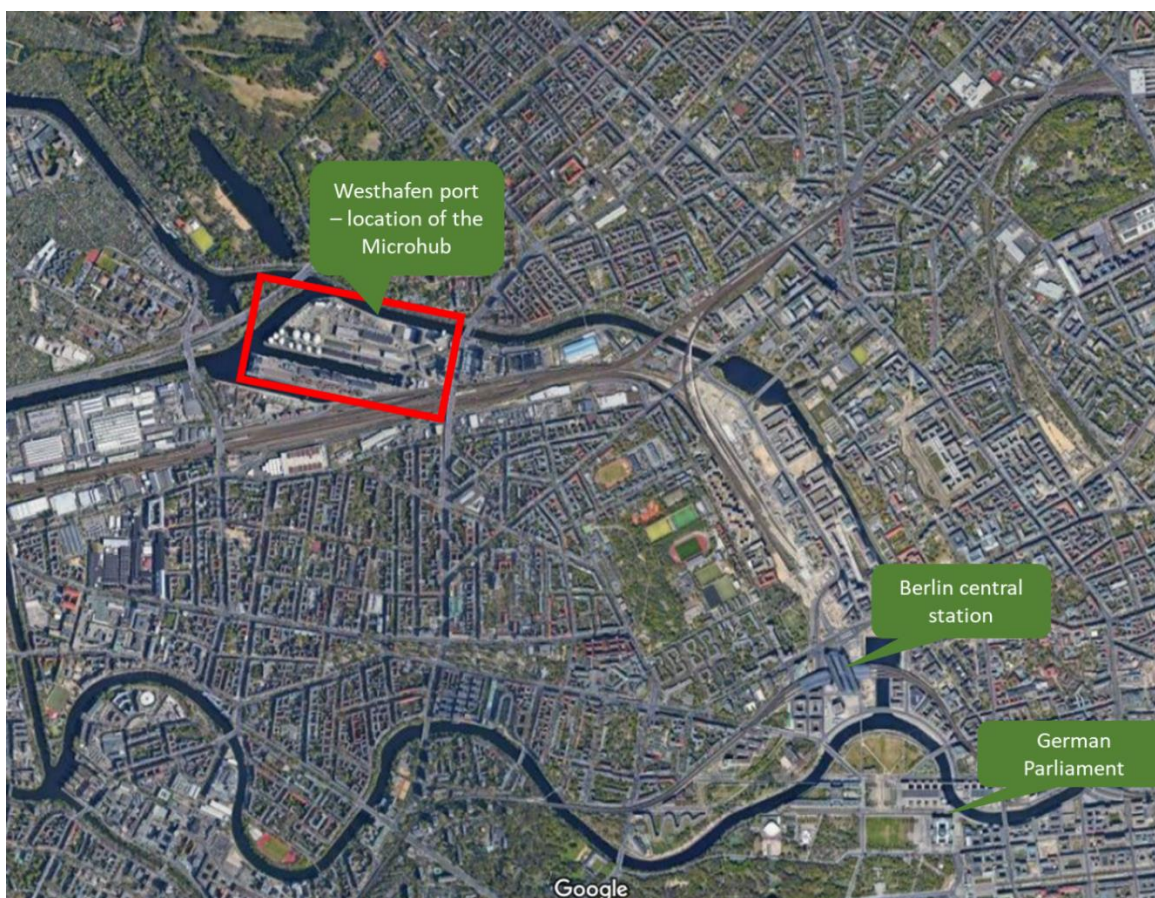 Westhafen port
– location of the
Microhub
Berlin central
station
German
Parliament
Google